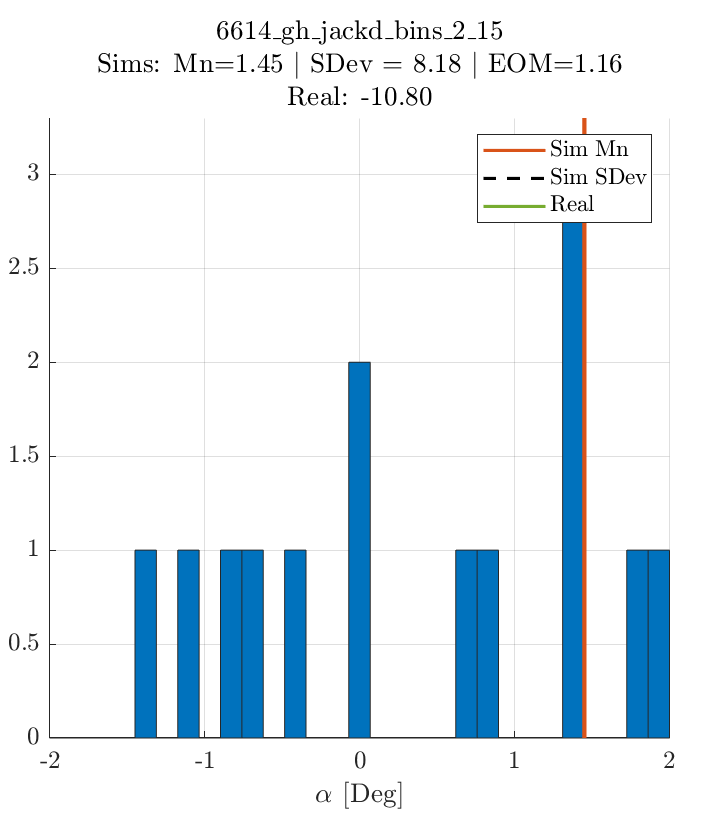 6614_gh_jackd_bins_2_15
Sims: Mn=1.45 | SDev = 8.18 | EOM=1.16
Real: -10.80
Sim Mn
Sim SDev
Real
3
2.5
2
1.5
1
0.5
0
-2
-1
0
1
2
α [Deg]